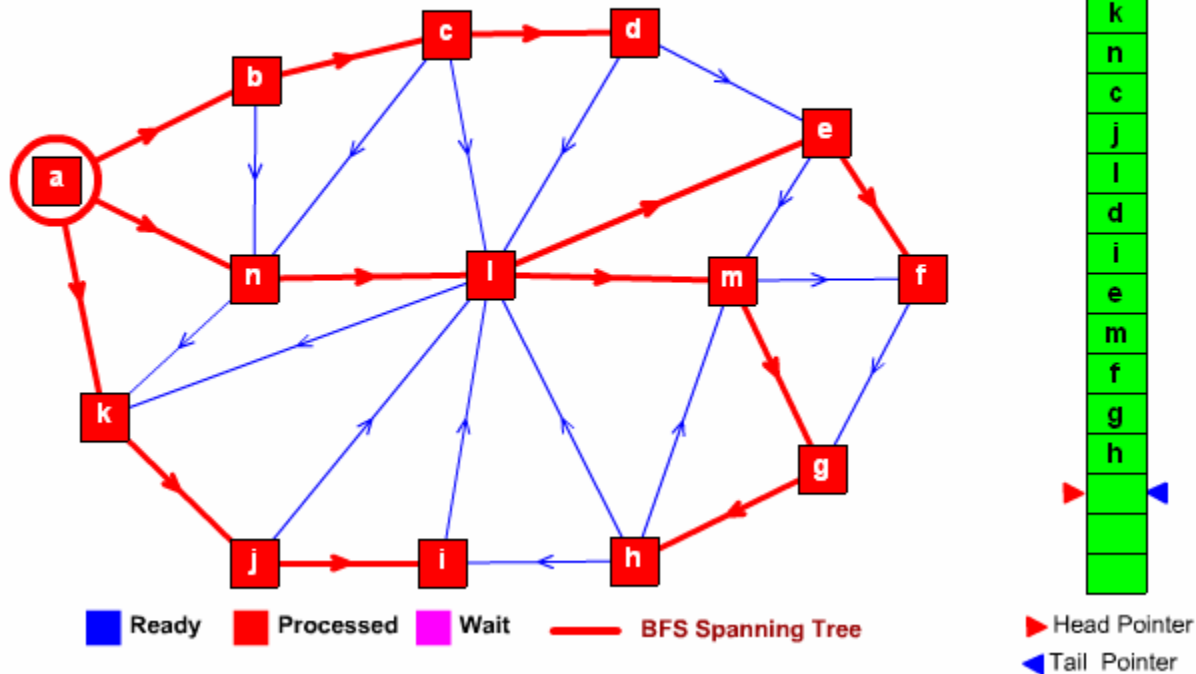 c
d
b
e
a
n
l
m
f
k
g
j
i
h
k
n
c
j
l
d
i
e
m
f
g
h
Ready
Processed
Wait
BFS Spanning Tree
Head Pointer
Tail Pointer